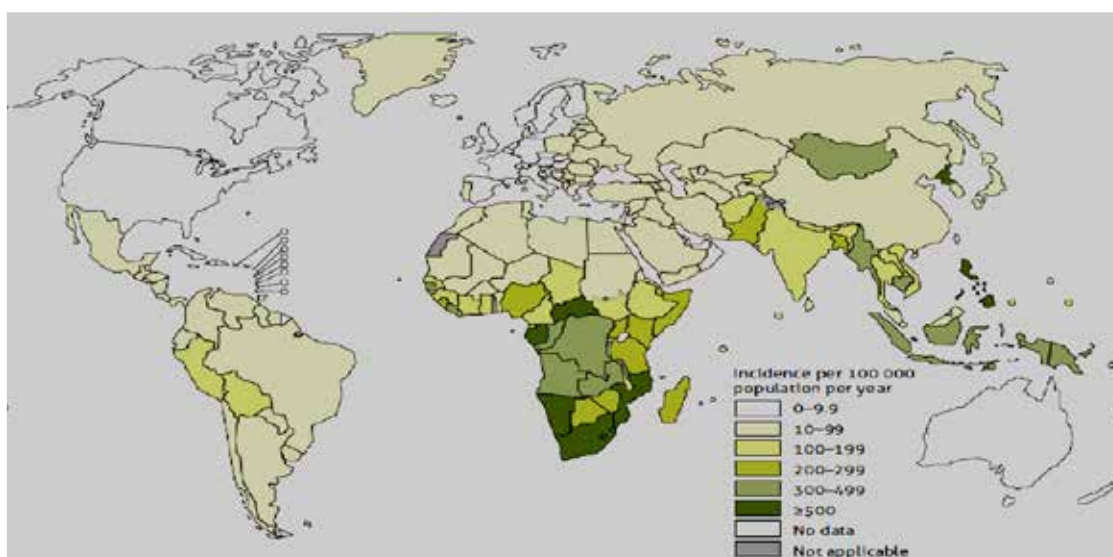 Incidence per 100 000
population per year
0–9.9
10–99
100–199
200–299
300–499
≥500
No data
Not applicable